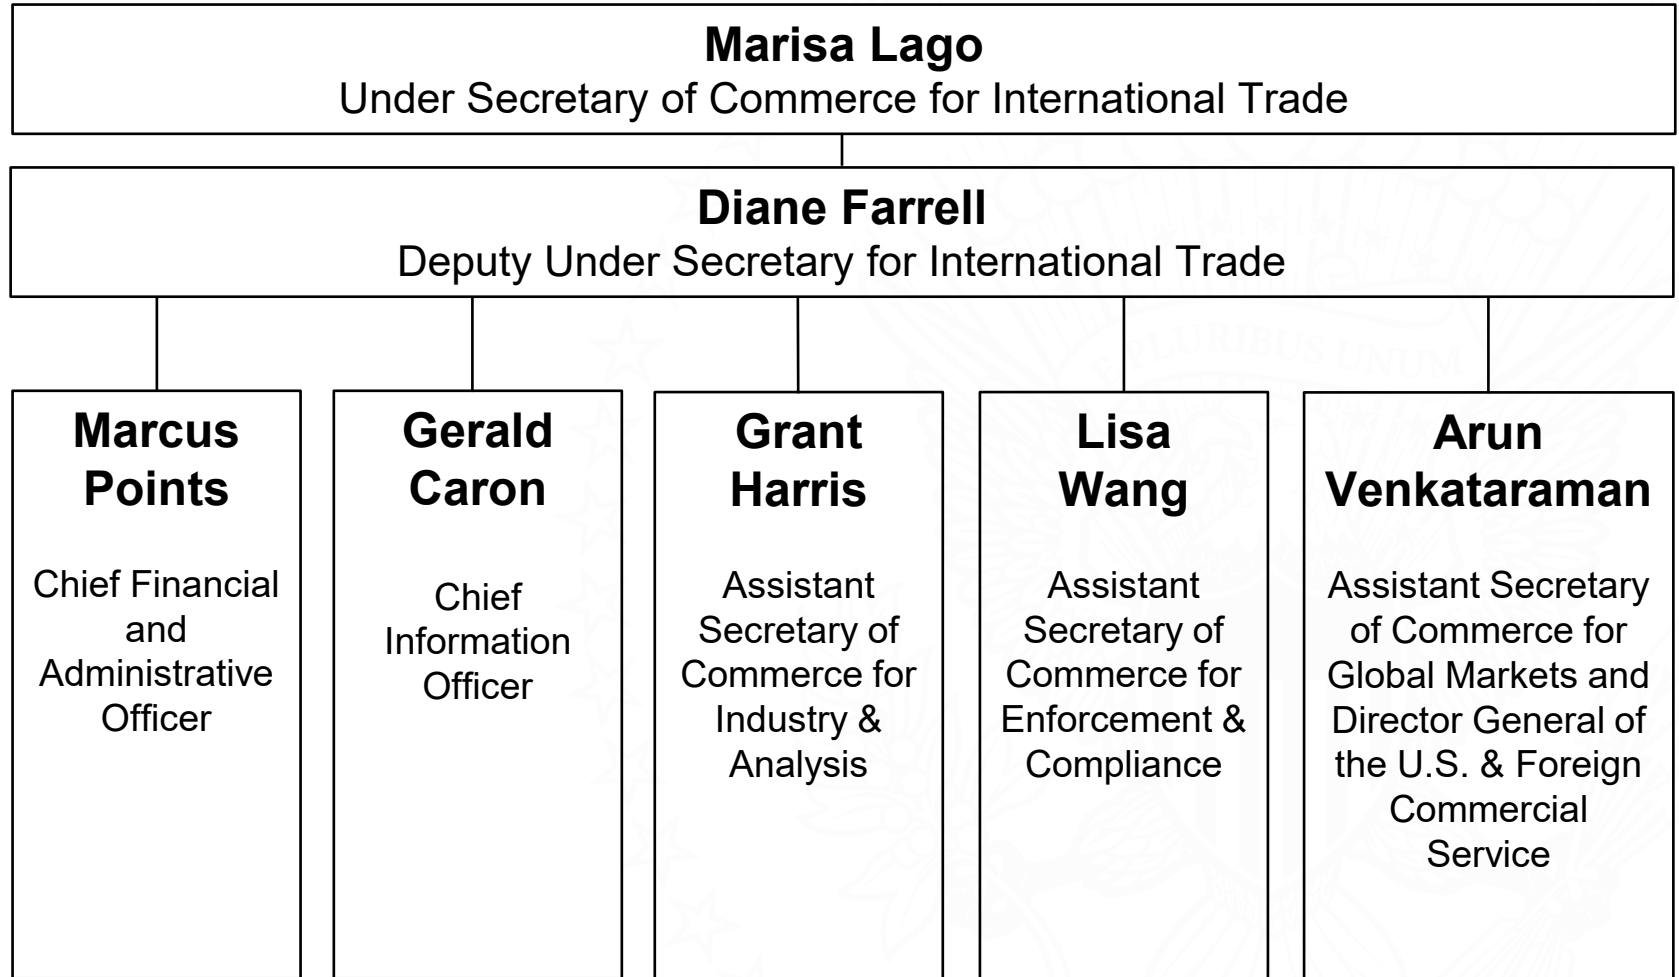 Marisa Lago
Under Secretary of Commerce for International Trade
Diane Farrell
Deputy Under Secretary for International Trade
Marcus
Points
Chief Financial
and
Administrative
Officer
Gerald
Caron
Chief
Information
Officer
Grant
Harris
Assistant
Secretary of
Commerce for
Industry &
Analysis
Lisa
Wang
Assistant
Secretary of
Commerce for
Enforcement &
Compliance
Arun
Venkataraman
Assistant Secretary
of Commerce for
Global Markets and
Director General of
the U.S. & Foreign
Commercial
Service
E PLURIBUS UNUM